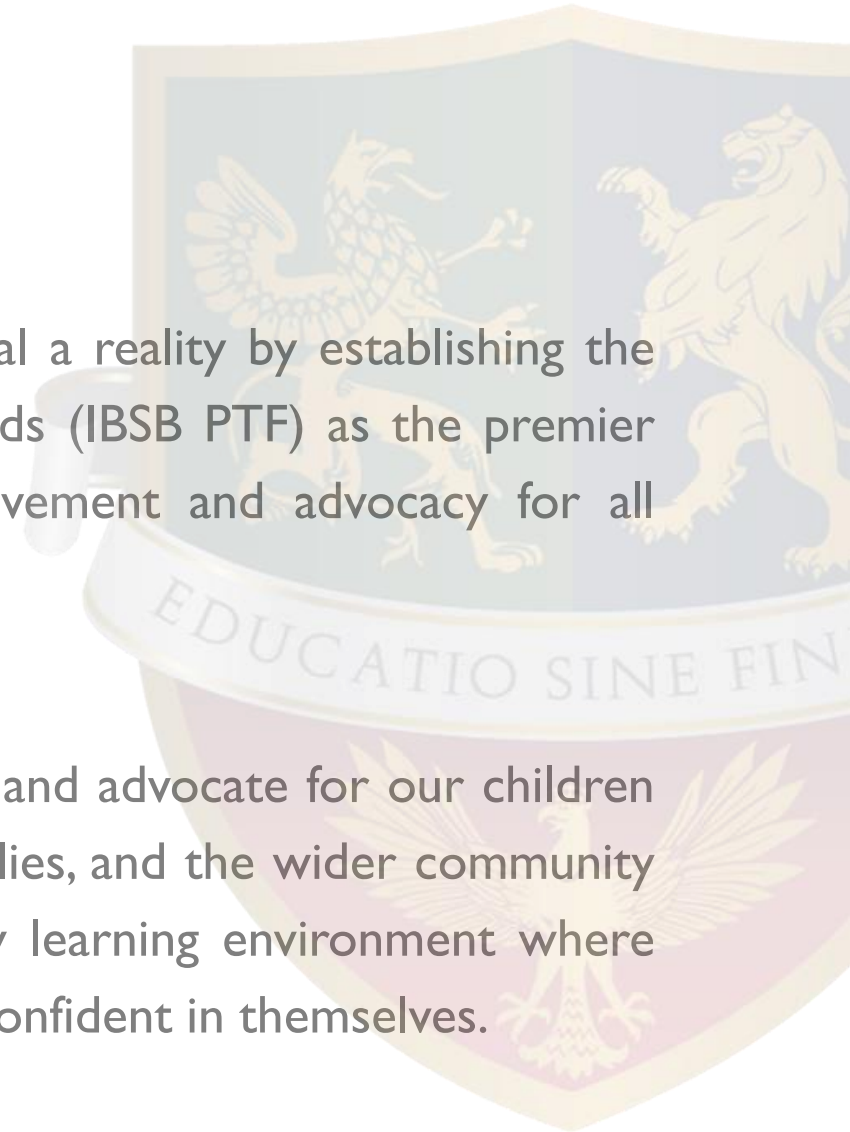 al a reality by establishing the
ds (IBSB PTF) as the premier
vement and advocacy for all
EDUCATIO SINE FIN
and advocate for our children
lies, and the wider community
learning environment where
onfident in themselves.